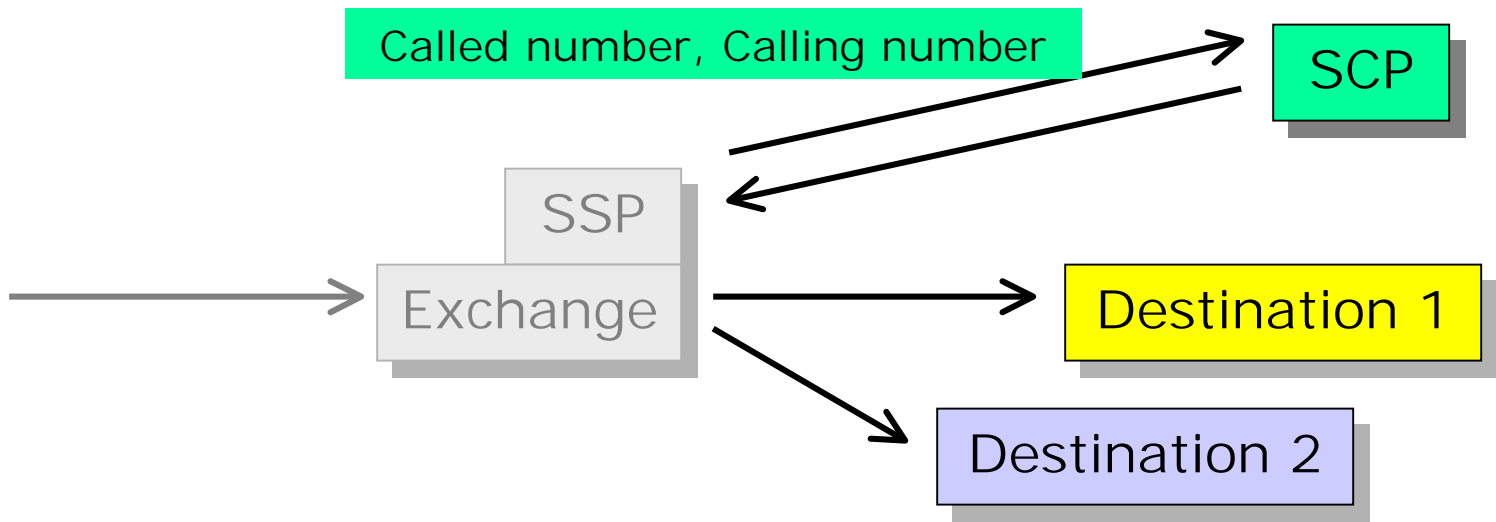 Called number, Calling number
SCP
SSP
Exchange
Destination 1
Destination 2